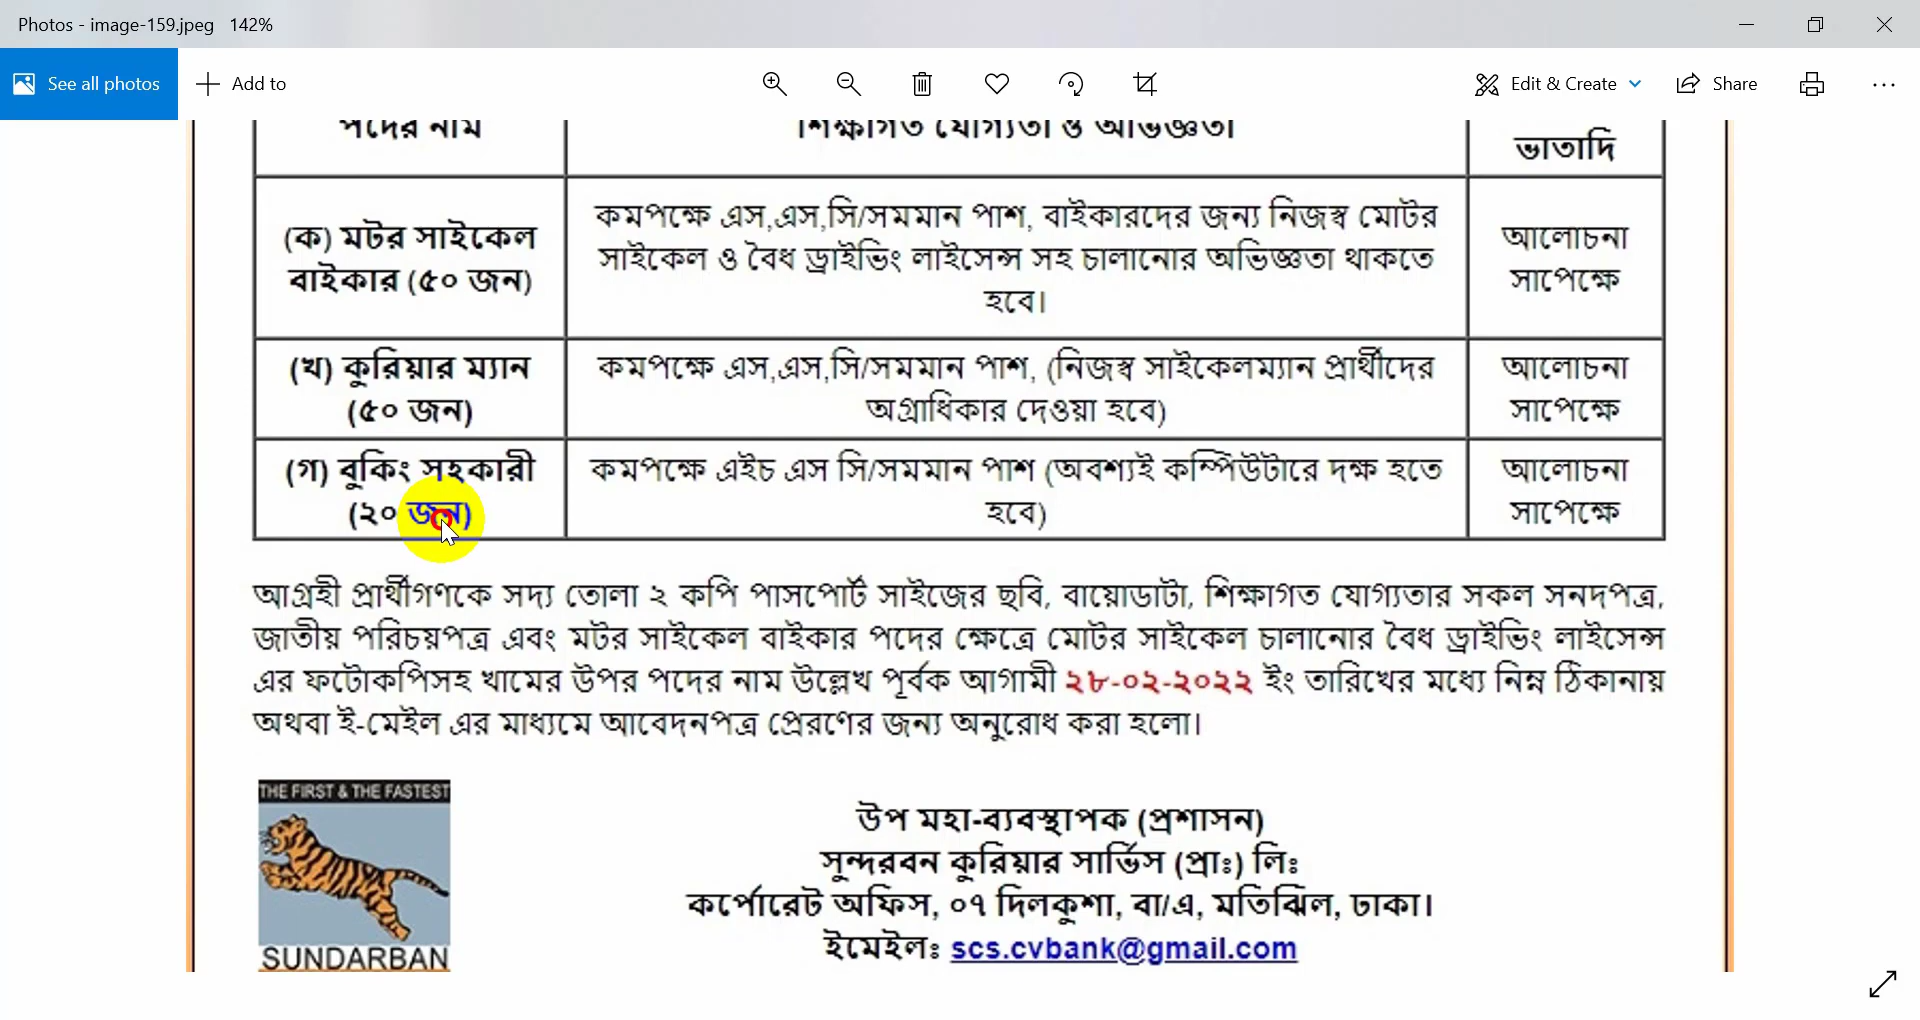 Photos - image-159.jpeg 142%
See all photos
Add to
Edit & Create
Share
পদের নাম
শিক্ষাগত যোগ্যতা ও অভিজ্ঞতা
ভাতাদি
(ক) মটর সাইকেল
বাইকার (৫০ জন)
কমপক্ষে এস,এস,সি/সমমান পাশ, বাইকারদের জন্য নিজস্ব মোটর
সাইকেল ও বৈধ ড্রাইভিং লাইসেন্স সহ চালানোর অভিজ্ঞতা থাকতে
হবে।
আলোচনা
সাপেক্ষে
(খ) কুরিয়ার ম্যান
(৫০ জন)
কমপক্ষে এস,এস,সি/সমমান পাশ, (নিজস্ব সাইকেলম্যান প্রার্থীদের
অগ্রাধিকার দেওয়া হবে)
আলোচনা
সাপেক্ষে
(গ) বুকিং সহকারী
(২০ জন)
কমপক্ষে এইচ এস সি/সমমান পাশ (অবশ্যই কম্পিউটারে দক্ষ হতে
হবে)
আলোচনা
সাপেক্ষে
আগ্রহী প্রার্থীগণকে সদ্য তোলা ২ কপি পাসপোর্ট সাইজের ছবি, বায়োডাটা, শিক্ষাগত যোগ্যতার সকল সনদপত্র,
জাতীয় পরিচয়পত্র এবং মটর সাইকেল বাইকার পদের ক্ষেত্রে মোটর সাইকেল চালানোর বৈধ ড্রাইভিং লাইসেন্স
এর ফটোকপিসহ খামের উপর পদের নাম উল্লেখ পূর্বক আগামী ২৮-০২-২০২২ ইং তারিখের মধ্যে নিম্ন ঠিকানায়
অথবা ই-মেইল এর মাধ্যমে আবেদনপত্র প্রেরণের জন্য অনুরোধ করা হলো।
THE FIRST & THE FASTEST
SUNDARBAN
উপ মহা-ব্যবস্থাপক (প্রশাসন)
সুন্দরবন কুরিয়ার সার্ভিস (প্রাঃ) লিঃ
কর্পোরেট অফিস, ০৭ দিলকুশা, বা/এ, মতিঝিল, ঢাকা।
ইমেইলঃ scs.cvbank@gmail.com